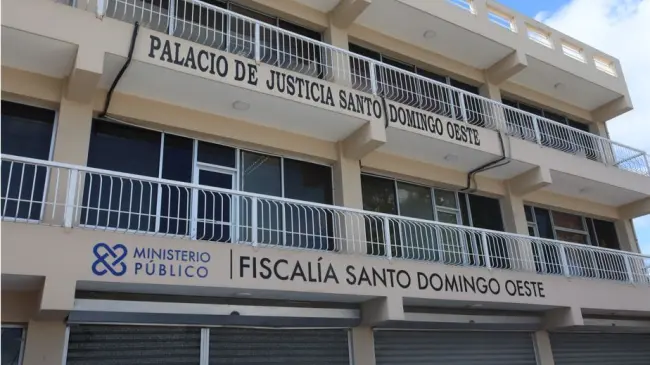 PALACIO DE JUSTICIA SANTO DOMINGO OESTE
MINISTERIO
PÚBLICO
FISCALÍA SANTO DOMINGO OESTE